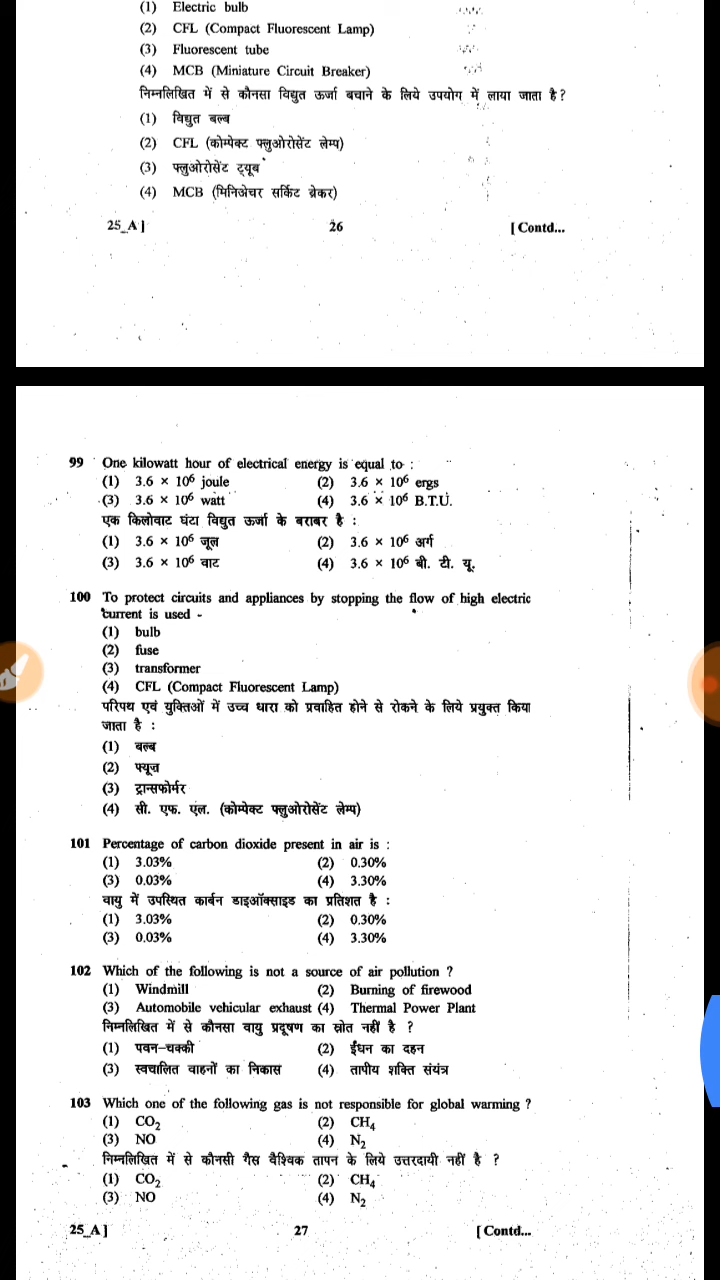 (1) Electric bulb
(2) CFL (Compact Fluorescent Lamp)
(3) Fluorescent tube
(4) MCB (Miniature Circuit Breaker)
निम्नलिखित में से कौनसा विद्युत ऊर्जा बचाने के लिये उपयोग में लाया जाता है ?
(1) विद्युत बल्ब
(2) CFL (कोम्पेक्ट फ्लुओरोसेंट लेम्प)
(3) फ्लुओरोसेंट ट्यूब
(4) MCB (मिनिअेचर सर्किट ब्रेकर)
25_A] 26 [ Contd...
99 One kilowatt hour of electrical energy is equal to :
(1) 3.6 × 10⁶ joule (2) 3.6 × 10⁶ ergs
(3) 3.6 × 10⁶ watt (4) 3.6 × 10⁶ B.T.U.
एक किलोवाट घंटा विद्युत ऊर्जा के बराबर है :
(1) 3.6 × 10⁶ जूल (2) 3.6 × 10⁶ अर्ग
(3) 3.6 × 10⁶ वाट (4) 3.6 × 10⁶ बी. टी. यू.
100 To protect circuits and appliances by stopping the flow of high electric
current is used -
(1) bulb
(2) fuse
(3) transformer
(4) CFL (Compact Fluorescent Lamp)
परिपथ एवं युक्तिओं में उच्च धारा को प्रवाहित होने से रोकने के लिये प्रयुक्त किया
जाता है :
(1) बल्ब
(2) फ्यूज
(3) ट्रान्सफोर्मर
(4) सी. एफ. एल. (कोम्पेक्ट फ्लुओरोसेंट लेम्प)
101 Percentage of carbon dioxide present in air is :
(1) 3.03% (2) 0.30%
(3) 0.03% (4) 3.30%
वायु में उपस्थित कार्बन डाइऑक्साइड का प्रतिशत है :
(1) 3.03% (2) 0.30%
(3) 0.03% (4) 3.30%
102 Which of the following is not a source of air pollution ?
(1) Windmill (2) Burning of firewood
(3) Automobile vehicular exhaust (4) Thermal Power Plant
निम्नलिखित में से कौनसा वायु प्रदूषण का स्रोत नहीं है ?
(1) पवन-चक्की (2) ईंधन का दहन
(3) स्वचालित वाहनों का निकास (4) तापीय शक्ति संयंत्र
103 Which one of the following gas is not responsible for global warming ?
(1) CO₂ (2) CH₄
(3) NO (4) N₂
निम्नलिखित में से कौनसी गैस वैश्विक तापन के लिये उत्तरदायी नहीं है ?
(1) CO₂ (2) CH₄
(3) NO (4) N₂
25_A] 27 [ Contd...